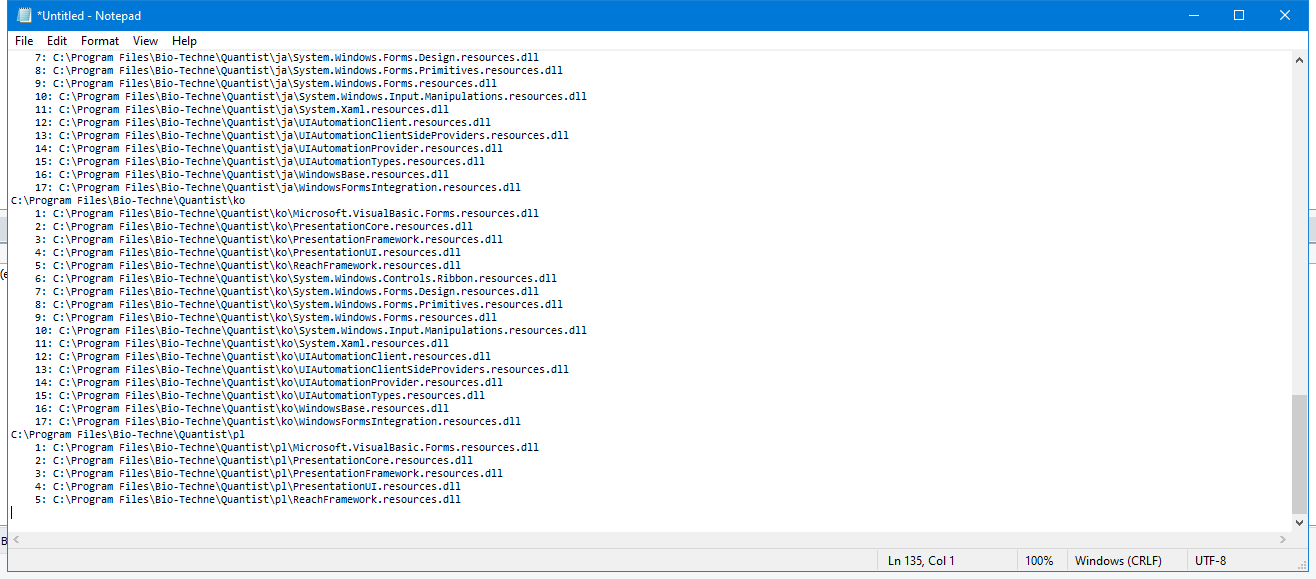 *Untitled - Notepad
File Edit Format View Help
7: C:\Program Files\Bio-Techne\Quantist\ja\System.Windows.Forms.Design.resources.dll
8: C:\Program Files\Bio-Techne\Quantist\ja\System.Windows.Forms.Primitives.resources.dll
9: C:\Program Files\Bio-Techne\Quantist\ja\System.Windows.Forms.resources.dll
10: C:\Program Files\Bio-Techne\Quantist\ja\System.Windows.Input.Manipulations.resources.dll
11: C:\Program Files\Bio-Techne\Quantist\ja\System.Xaml.resources.dll
12: C:\Program Files\Bio-Techne\Quantist\ja\UIAutomationClient.resources.dll
13: C:\Program Files\Bio-Techne\Quantist\ja\UIAutomationClientSideProviders.resources.dll
14: C:\Program Files\Bio-Techne\Quantist\ja\UIAutomationProvider.resources.dll
15: C:\Program Files\Bio-Techne\Quantist\ja\UIAutomationTypes.resources.dll
16: C:\Program Files\Bio-Techne\Quantist\ja\WindowsBase.resources.dll
17: C:\Program Files\Bio-Techne\Quantist\ja\WindowsFormsIntegration.resources.dll
C:\Program Files\Bio-Techne\Quantist\ko
1: C:\Program Files\Bio-Techne\Quantist\ko\Microsoft.VisualBasic.Forms.resources.dll
2: C:\Program Files\Bio-Techne\Quantist\ko\PresentationCore.resources.dll
3: C:\Program Files\Bio-Techne\Quantist\ko\PresentationFramework.resources.dll
4: C:\Program Files\Bio-Techne\Quantist\ko\PresentationUI.resources.dll
5: C:\Program Files\Bio-Techne\Quantist\ko\ReachFramework.resources.dll
6: C:\Program Files\Bio-Techne\Quantist\ko\System.Windows.Controls.Ribbon.resources.dll
7: C:\Program Files\Bio-Techne\Quantist\ko\System.Windows.Forms.Design.resources.dll
8: C:\Program Files\Bio-Techne\Quantist\ko\System.Windows.Forms.Primitives.resources.dll
9: C:\Program Files\Bio-Techne\Quantist\ko\System.Windows.Forms.resources.dll
10: C:\Program Files\Bio-Techne\Quantist\ko\System.Windows.Input.Manipulations.resources.dll
11: C:\Program Files\Bio-Techne\Quantist\ko\System.Xaml.resources.dll
12: C:\Program Files\Bio-Techne\Quantist\ko\UIAutomationClient.resources.dll
13: C:\Program Files\Bio-Techne\Quantist\ko\UIAutomationClientSideProviders.resources.dll
14: C:\Program Files\Bio-Techne\Quantist\ko\UIAutomationProvider.resources.dll
15: C:\Program Files\Bio-Techne\Quantist\ko\UIAutomationTypes.resources.dll
16: C:\Program Files\Bio-Techne\Quantist\ko\WindowsBase.resources.dll
17: C:\Program Files\Bio-Techne\Quantist\ko\WindowsFormsIntegration.resources.dll
C:\Program Files\Bio-Techne\Quantist\pl
1: C:\Program Files\Bio-Techne\Quantist\pl\Microsoft.VisualBasic.Forms.resources.dll
2: C:\Program Files\Bio-Techne\Quantist\pl\PresentationCore.resources.dll
3: C:\Program Files\Bio-Techne\Quantist\pl\PresentationFramework.resources.dll
4: C:\Program Files\Bio-Techne\Quantist\pl\PresentationUI.resources.dll
5: C:\Program Files\Bio-Techne\Quantist\pl\ReachFramework.resources.dll
Ln 135, Col 1 100% Windows (CRLF) UTF-8